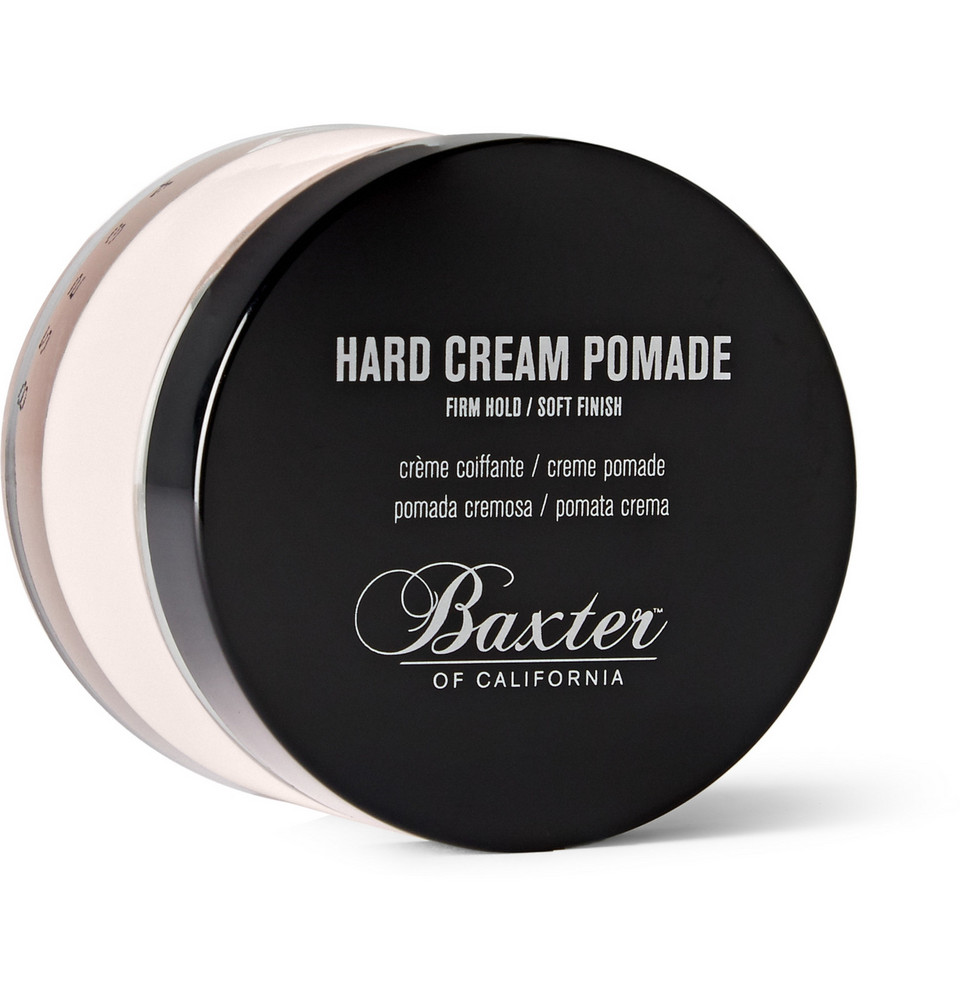 HARD CREAM POMADE
FIRM HOLD / SOFT FINISH
crème coiffante / creme pomade
pomada cremosa / pomata crema
Baxter™
OF CALIFORNIA